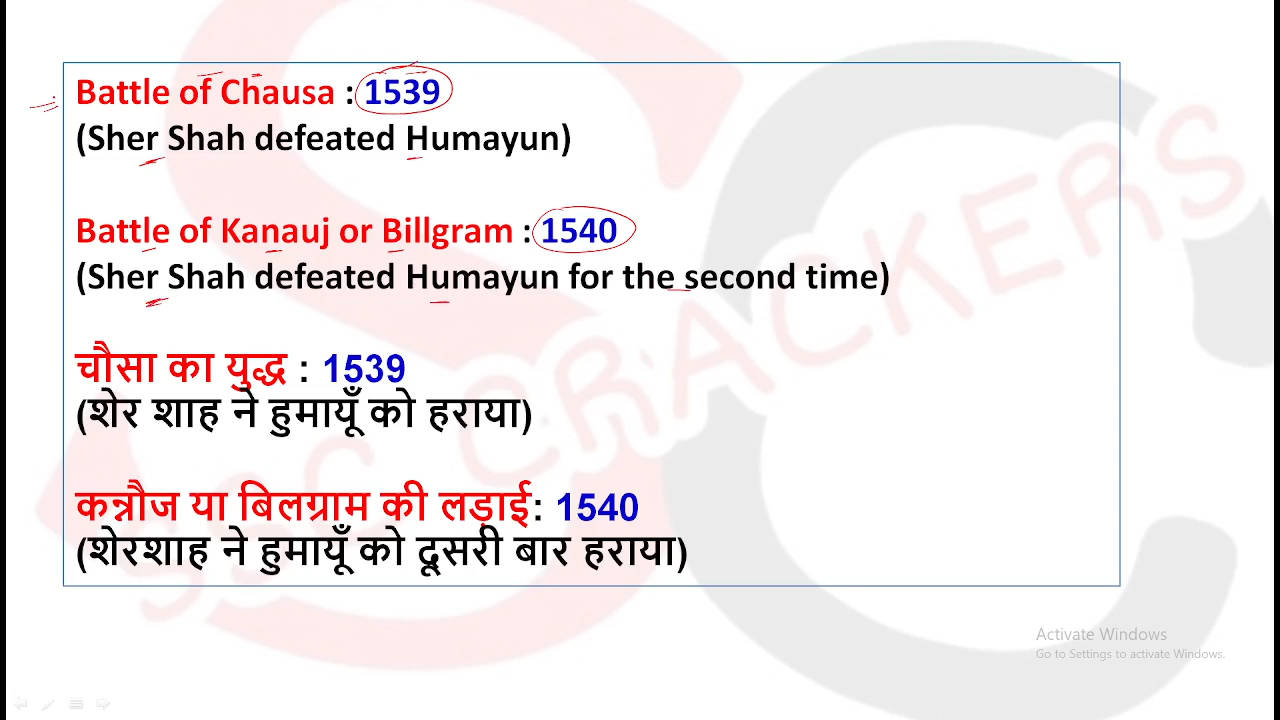 Battle of Chausa : 1539
(Sher Shah defeated Humayun)
Battle of Kanauj or Billgram : 1540
(Sher Shah defeated Humayun for the second time)
चौसा का युद्ध : 1539
(शेर शाह ने हुमायूँ को हराया)
कन्नौज या बिलग्राम की लड़ाई: 1540
(शेरशाह ने हुमायूँ को दूसरी बार हराया)
SSC CRACKERS
Activate Windows
Go to Settings to activate Windows.